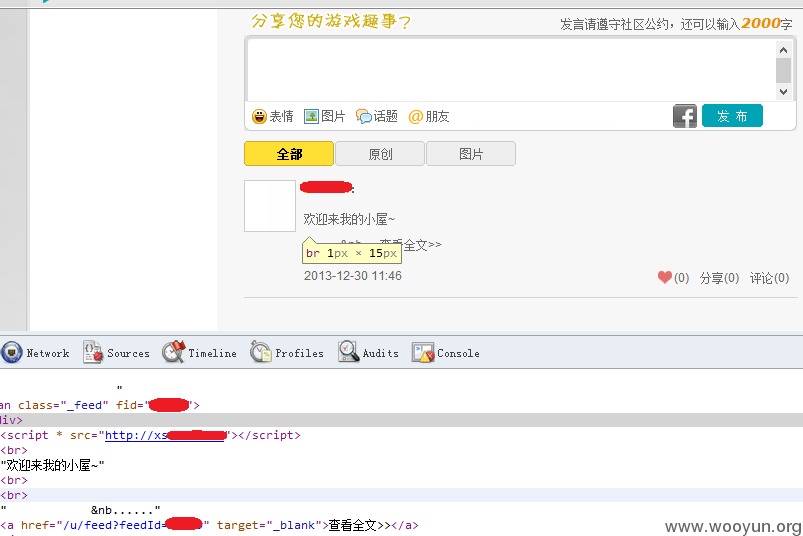 分享您的游戏趣事?
发言请遵守社区公约，还可以输入2000字
表情 图片 话题 @朋友 发 布
全部 原创 图片
:
欢迎来我的小屋~
查看全文>>
br 1px × 15px
2013-12-30 11:46 (0) 分享(0) 评论(0)
Network Sources Timeline Profiles Audits Console
"
an class="_feed" fid=" ">
div>
<script * src="http://xs "></script>
<br>
"欢迎来我的小屋~"
<br>
<br>
" &nb......"
<a href="/u/feed?feedId= " target="_blank">查看全文>></a>
www.wooyun.org